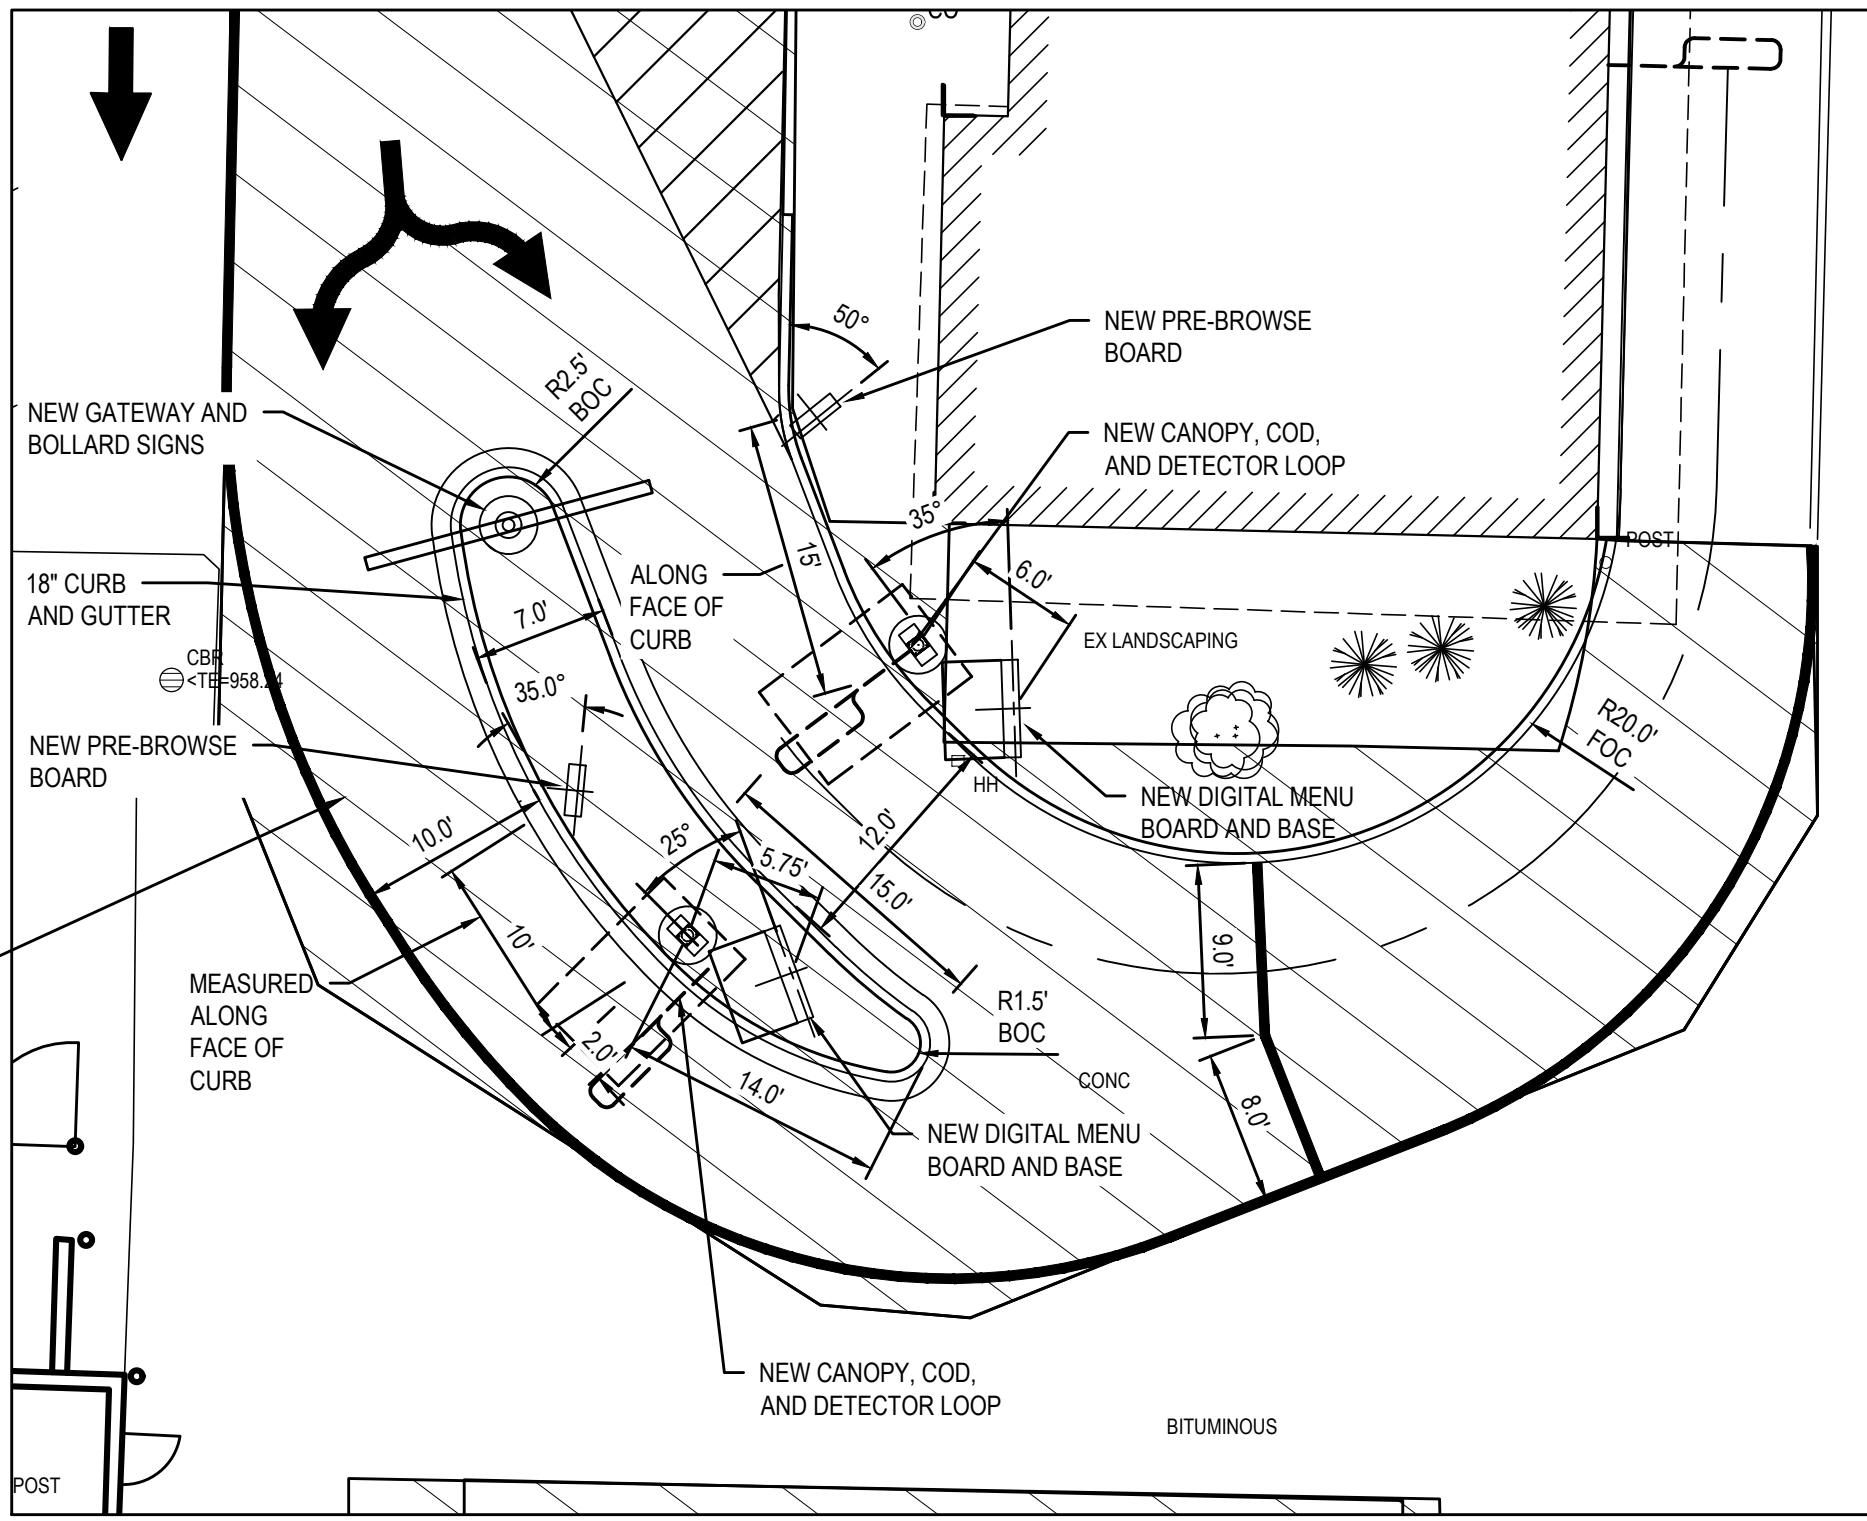 50°
NEW PRE-BROWSE
BOARD
R2.5'
BOC
NEW GATEWAY AND
BOLLARD SIGNS
NEW CANOPY, COD,
AND DETECTOR LOOP
35°
15'
POST
18" CURB
AND GUTTER
ALONG
FACE OF
CURB
6.0'
7.0'
EX LANDSCAPING
CBR
<TE=958.
35.0°
R20.0'
FOC
NEW PRE-BROWSE
BOARD
HH
NEW DIGITAL MENU
BOARD AND BASE
10.0'
25°
5.75'
12.0'
15.0'
10'
9.0'
MEASURED
ALONG
FACE OF
CURB
R1.5'
BOC
2.0'
14.0'
CONC
8.0'
NEW DIGITAL MENU
BOARD AND BASE
NEW CANOPY, COD,
AND DETECTOR LOOP
BITUMINOUS
POST